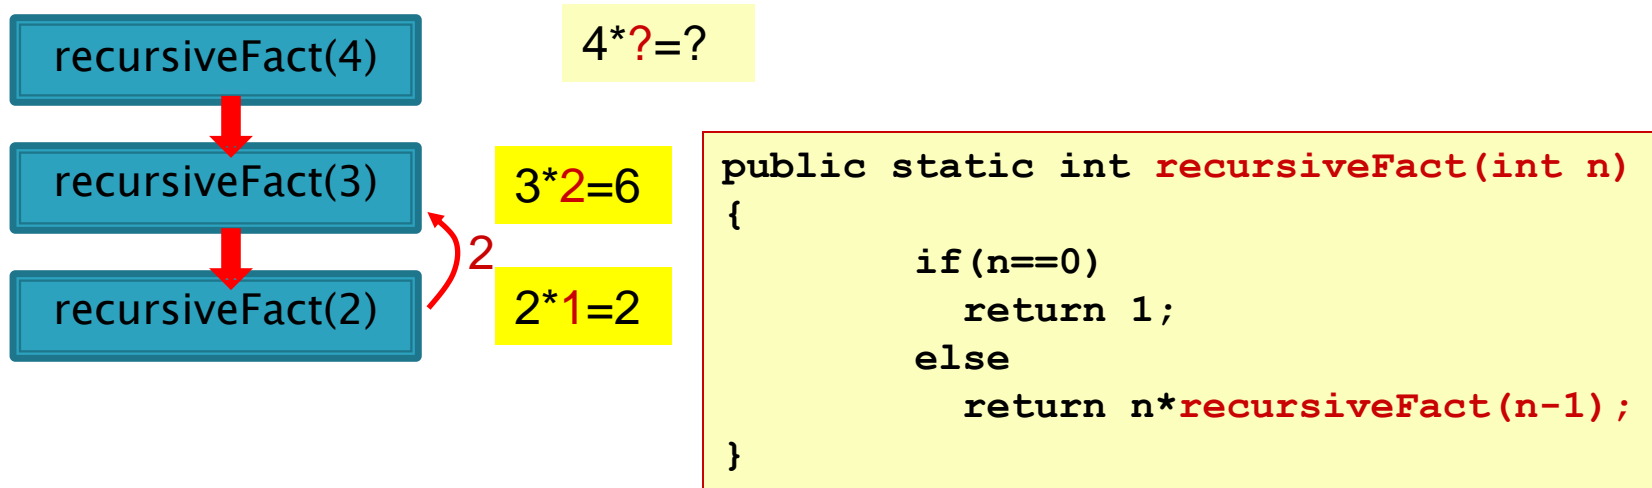 recursiveFact(4)
4*?=?
recursiveFact(3)
3*2=6
2
recursiveFact(2)
2*1=2
public static int recursiveFact(int n)
{
if(n==0)
return 1;
else
return n*recursiveFact(n-1);
}